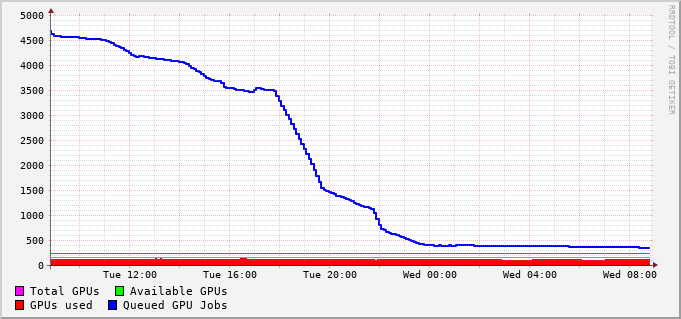 5000
4500
4000
3500
3000
2500
2000
1500
1000
500
0
Tue 12:00 Tue 16:00 Tue 20:00 Wed 00:00 Wed 04:00 Wed 08:00
Total GPUs Available GPUs
GPUs used Queued GPU Jobs
RRDTOOL / TOBI OETIKER